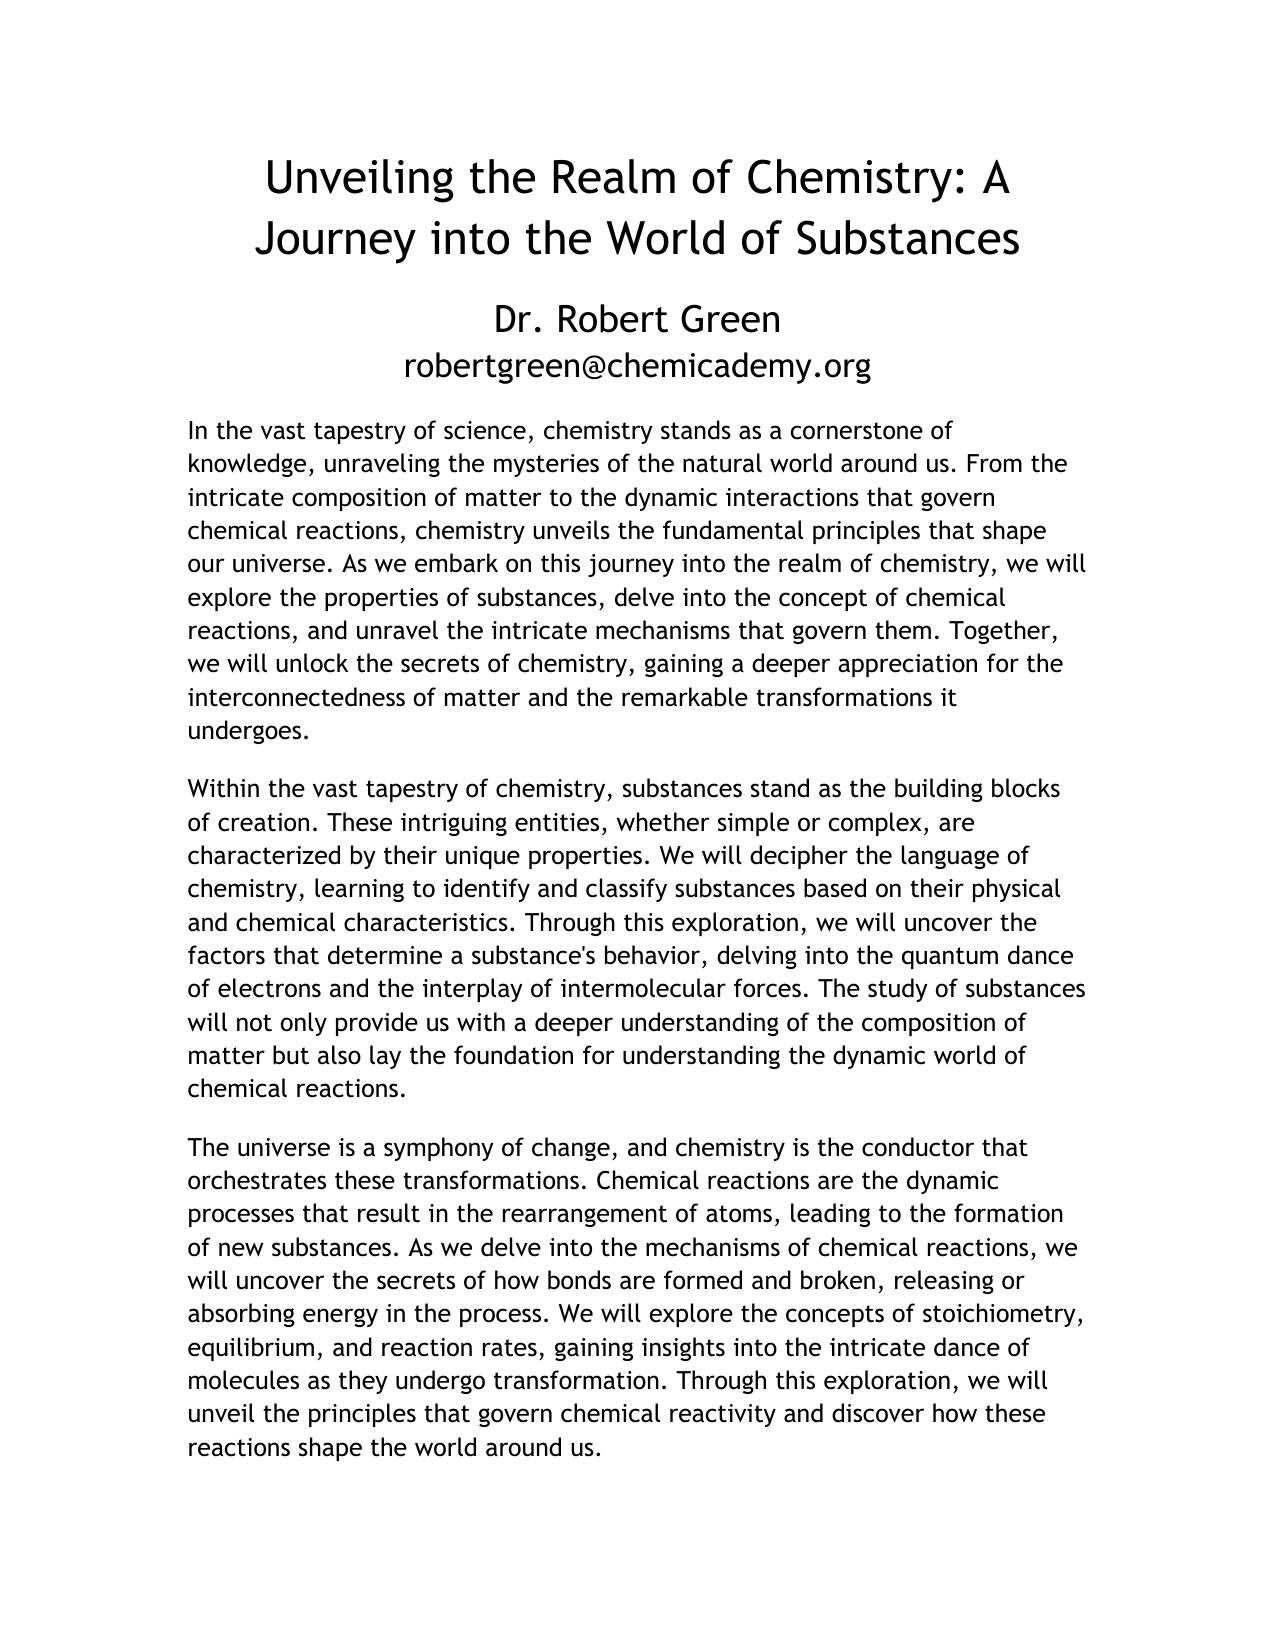 Unveiling the Realm of Chemistry: A
Journey into the World of Substances
Dr. Robert Green
robertgreen@chemicademy.org
In the vast tapestry of science, chemistry stands as a cornerstone of
knowledge, unraveling the mysteries of the natural world around us. From the
intricate composition of matter to the dynamic interactions that govern
chemical reactions, chemistry unveils the fundamental principles that shape
our universe. As we embark on this journey into the realm of chemistry, we will
explore the properties of substances, delve into the concept of chemical
reactions, and unravel the intricate mechanisms that govern them. Together,
we will unlock the secrets of chemistry, gaining a deeper appreciation for the
interconnectedness of matter and the remarkable transformations it
undergoes.
Within the vast tapestry of chemistry, substances stand as the building blocks
of creation. These intriguing entities, whether simple or complex, are
characterized by their unique properties. We will decipher the language of
chemistry, learning to identify and classify substances based on their physical
and chemical characteristics. Through this exploration, we will uncover the
factors that determine a substance's behavior, delving into the quantum dance
of electrons and the interplay of intermolecular forces. The study of substances
will not only provide us with a deeper understanding of the composition of
matter but also lay the foundation for understanding the dynamic world of
chemical reactions.
The universe is a symphony of change, and chemistry is the conductor that
orchestrates these transformations. Chemical reactions are the dynamic
processes that result in the rearrangement of atoms, leading to the formation
of new substances. As we delve into the mechanisms of chemical reactions, we
will uncover the secrets of how bonds are formed and broken, releasing or
absorbing energy in the process. We will explore the concepts of stoichiometry,
equilibrium, and reaction rates, gaining insights into the intricate dance of
molecules as they undergo transformation. Through this exploration, we will
unveil the principles that govern chemical reactivity and discover how these
reactions shape the world around us.